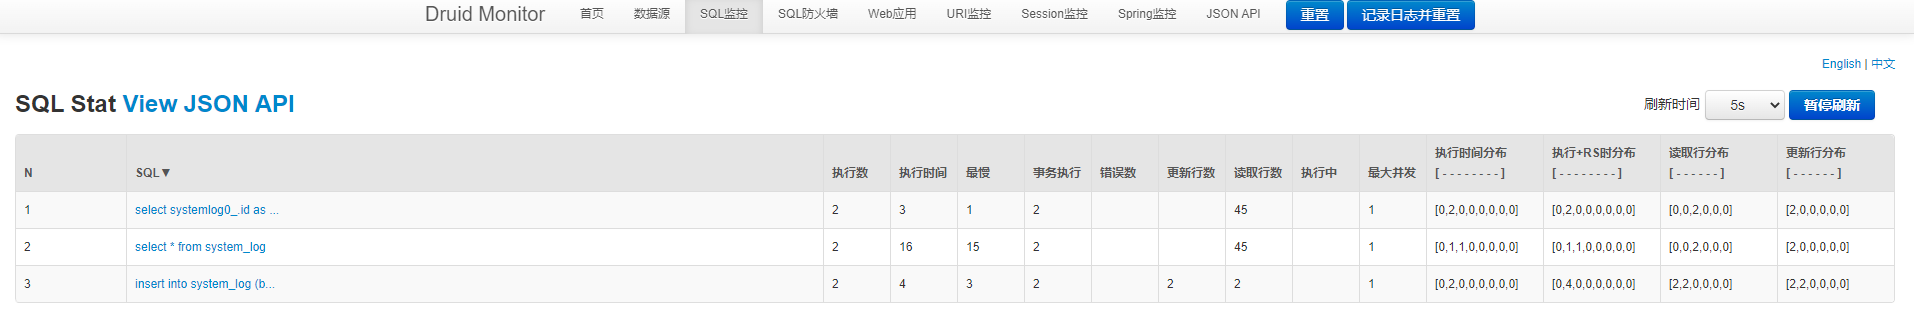 Druid Monitor 首页 数据源 SQL监控 SQL防火墙 Web应用 URI监控 Session监控 Spring监控 JSON API 重置 记录日志并重置
English | 中文
SQL Stat View JSON API 刷新时间 5s 暂停刷新
N SQL▼ 执行数 执行时间 最慢 事务执行 错误数 更新行数 读取行数 执行中 最大并发 执行时间分布 [ - - - - - - - - ] 执行+RS时分布 [ - - - - - - - - ] 读取行分布 [ - - - - - - ] 更新行分布 [ - - - - - - ]
1 select systemlog0_.id as ... 2 3 1 2 45 1 [0,2,0,0,0,0,0,0] [0,2,0,0,0,0,0,0] [0,0,2,0,0,0] [2,0,0,0,0,0]
2 select * from system_log 2 16 15 2 45 1 [0,1,1,0,0,0,0,0] [0,1,1,0,0,0,0,0] [0,0,2,0,0,0] [2,0,0,0,0,0]
3 insert into system_log (b... 2 4 3 2 2 2 1 [0,2,0,0,0,0,0,0] [0,4,0,0,0,0,0,0] [2,2,0,0,0,0] [2,2,0,0,0,0]